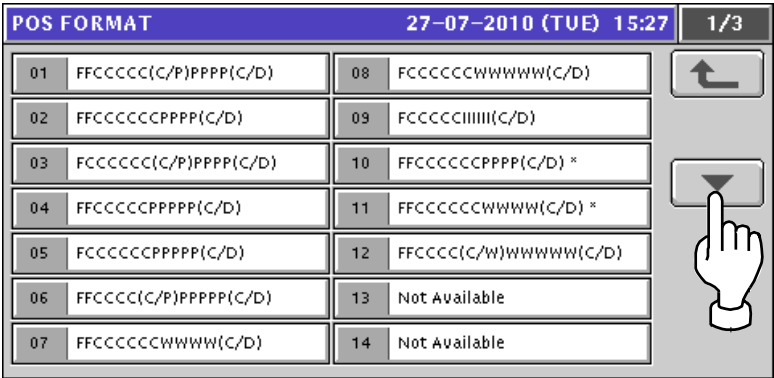 POS FORMAT 27-07-2010 (TUE) 15:27 1/3
01 FFCCCCC(C/P)PPPP(C/D)
02 FFCCCCCCPPPP(C/D)
03 FCCCCCC(C/P)PPPP(C/D)
04 FFCCCCCPPPPP(C/D)
05 FCCCCCCPPPPP(C/D)
06 FFCCCC(C/P)PPPPP(C/D)
07 FFCCCCCCWWWW(C/D)
08 FCCCCCCWWWWW(C/D)
09 FCCCCCIIIIII(C/D)
10 FFCCCCCCPPPP(C/D) *
11 FFCCCCCCWWWW(C/D) *
12 FFCCCC(C/W)WWWWW(C/D)
13 Not Available
14 Not Available